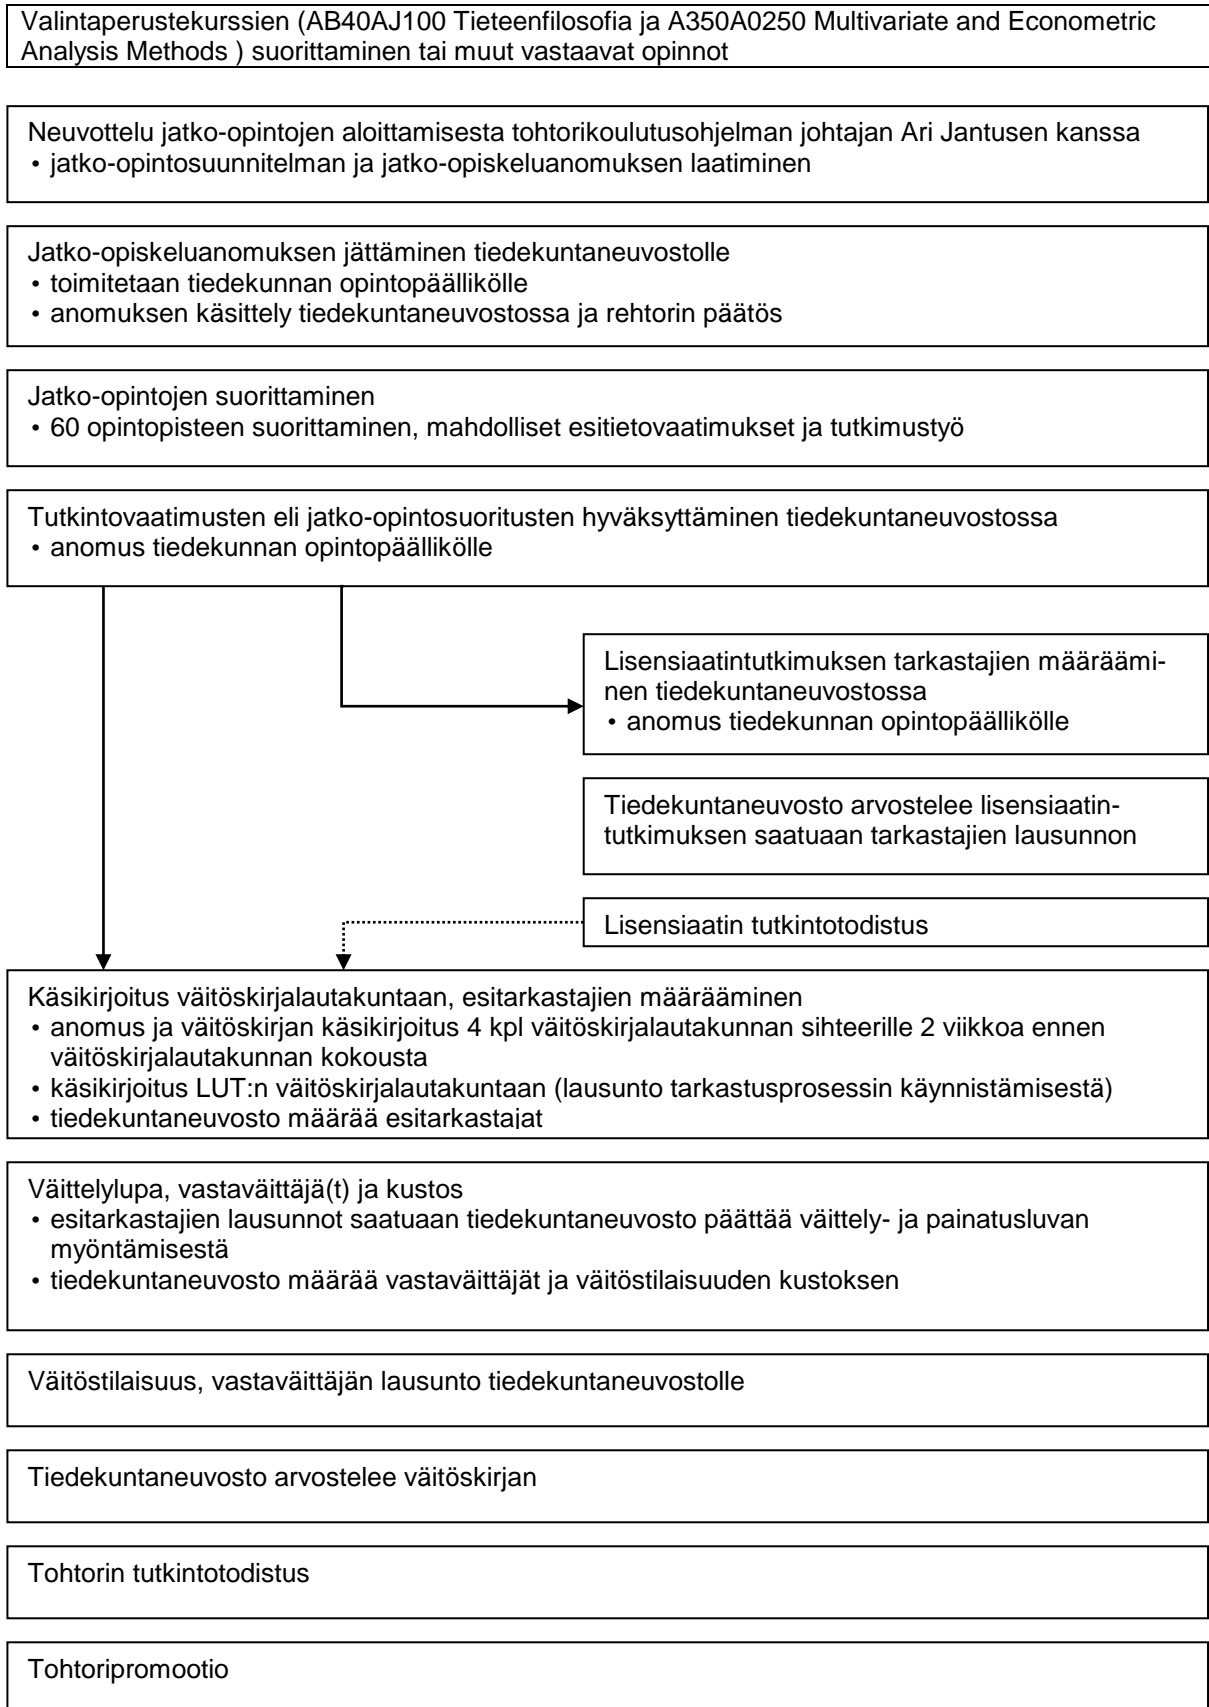 Valintaperustekurssien (AB40AJ100 Tieteenfilosofia ja A350A0250 Multivariate and Econometric
Analysis Methods ) suorittaminen tai muut vastaavat opinnot
Neuvottelu jatko-opintojen aloittamisesta tohtorikoulutusohjelman johtajan Ari Jantusen kanssa
• jatko-opintosuunnitelman ja jatko-opiskeluanomuksen laatiminen
Jatko-opiskeluanomuksen jättäminen tiedekuntaneuvostolle
• toimitetaan tiedekunnan opintopäällikölle
• anomuksen käsittely tiedekuntaneuvostossa ja rehtorin päätös
Jatko-opintojen suorittaminen
• 60 opintopisteen suorittaminen, mahdolliset esitietovaatimukset ja tutkimustyö
Tutkintovaatimusten eli jatko-opintosuoritusten hyväksyttäminen tiedekuntaneuvostossa
• anomus tiedekunnan opintopäällikölle
Lisensiaatintutkimuksen tarkastajien määräämi-
nen tiedekuntaneuvostossa
• anomus tiedekunnan opintopäällikölle
Tiedekuntaneuvosto arvostelee lisensiaatin-
tutkimuksen saatuaan tarkastajien lausunnon
Lisensiaatin tutkintotodistus
Käsikirjoitus väitöskirjalautakuntaan, esitarkastajien määrääminen
• anomus ja väitöskirjan käsikirjoitus 4 kpl väitöskirjalautakunnan sihteerille 2 viikkoa ennen
väitöskirjalautakunnan kokousta
• käsikirjoitus LUT:n väitöskirjalautakuntaan (lausunto tarkastusprosessin käynnistämisestä)
• tiedekuntaneuvosto määrää esitarkastajat
Väittelylupa, vastaväittäjä(t) ja kustos
• esitarkastajien lausunnot saatuaan tiedekuntaneuvosto päättää väittely- ja painatusluvan
myöntämisestä
• tiedekuntaneuvosto määrää vastaväittäjät ja väitöstilaisuuden kustoksen
Väitöstilaisuus, vastaväittäjän lausunto tiedekuntaneuvostolle
Tiedekuntaneuvosto arvostelee väitöskirjan
Tohtorin tutkintotodistus
Tohtoripromootio